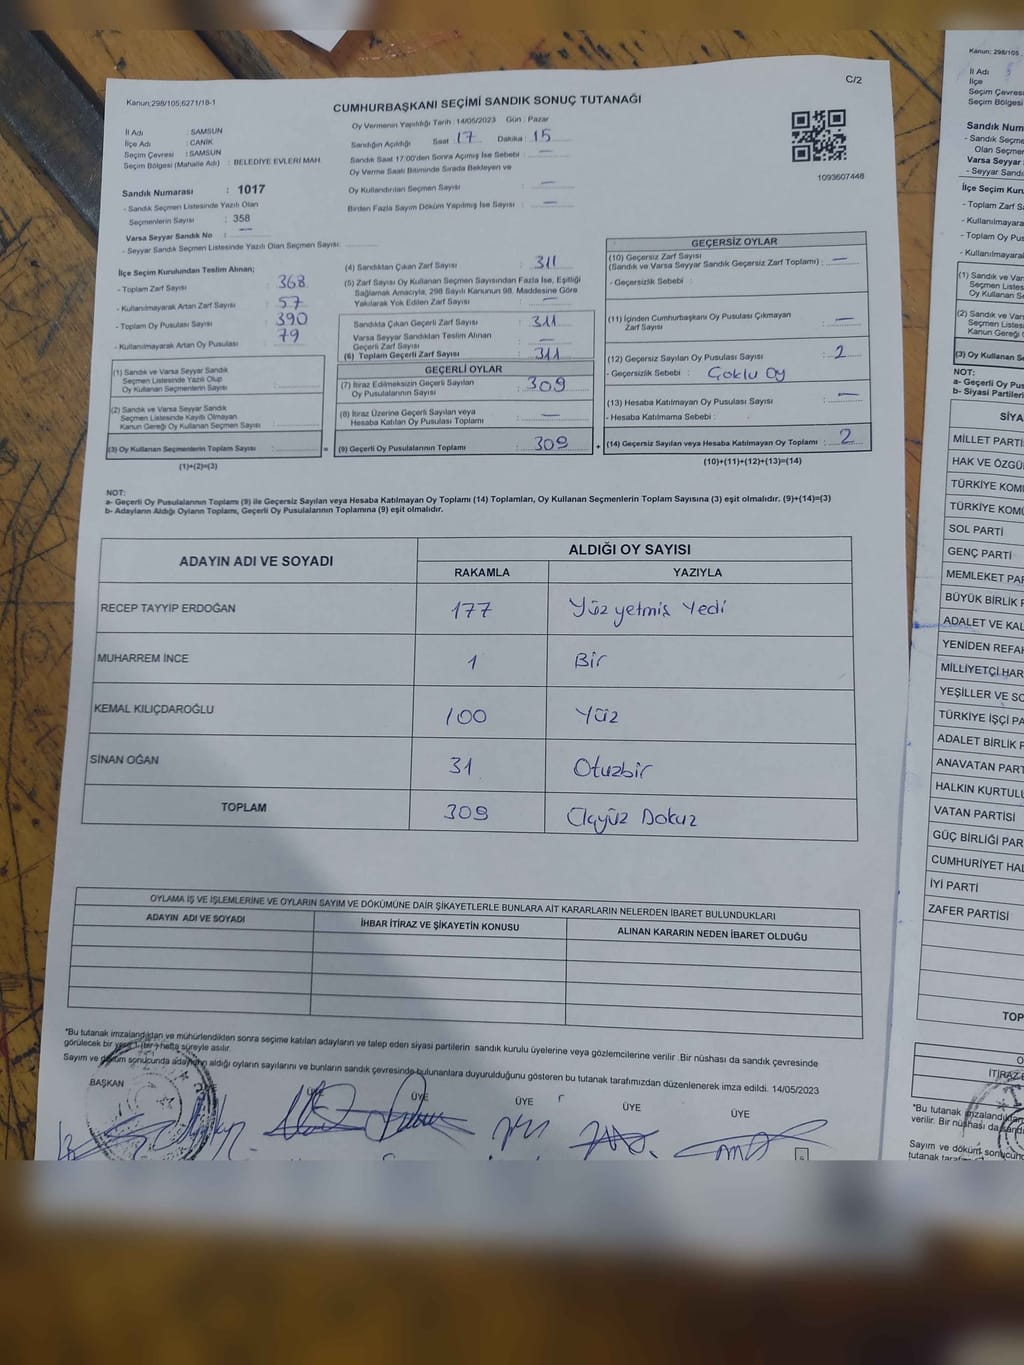 Kanun;298/105;6271/18-1
C/2
CUMHURBAŞKANI SEÇİMİ SANDIK SONUÇ TUTANAĞI
İl Adı : SAMSUN
İlçe Adı : CANİK
Seçim Çevresi : SAMSUN
Seçim Bölgesi (Mahalle Adı) : BELEDİYE EVLERİ MAH.
Sandık Numarası : 1017
- Sandık Seçmen Listesinde Yazılı Olan
Seçmenlerin Sayısı : 358
Varsa Seyyar Sandık No : —
- Seyyar Sandık Seçmen Listesinde Yazılı Olan Seçmen Sayısı:
Oy Vermenin Yapıldığı Tarih : 14/05/2023 Gün : Pazar
Sandığın Açıldığı Saat 17 Dakika : 15
Sandık Saat 17:00'den Sonra Açımış İse Sebebi : —
Oy Verme Saati Bitiminde Sırada Bekleyen ve
Oy Kullandırılan Seçmen Sayısı : —
Birden Fazla Sayım Döküm Yapılmış İse Sayısı : —
1093607448
İlçe Seçim Kurulundan Teslim Alınan;
- Toplam Zarf Sayısı : 368
- Kullanılmayarak Artan Zarf Sayısı : 57
- Toplam Oy Pusulası Sayısı : 390
- Kullanılmayarak Artan Oy Pusulası : 79
(1) Sandık ve Varsa Seyyar Sandık
Seçmen Listesinde Yazılı Olup
Oy Kullanan Seçmenlerin Sayısı :
(2) Sandık ve Varsa Seyyar Sandık
Seçmen Listesinde Kayıtlı Olmayan
Kanun Gereği Oy Kullanan Seçmen Sayısı :
(3) Oy Kullanan Seçmenlerin Toplam Sayısı : =
(1)+(2)=(3)
(4) Sandıktan Çıkan Zarf Sayısı : 311
(5) Zarf Sayısı Oy Kullanan Seçmen Sayısından Fazla İse, Eşitliği
Sağlamak Amacıyla, 298 Sayılı Kanunun 98. Maddesine Göre
Yakılarak Yok Edilen Zarf Sayısı : —
Sandıkta Çıkan Geçerli Zarf Sayısı : 311
Varsa Seyyar Sandıktan Teslim Alınan
Geçerli Zarf Sayısı : —
(6) Toplam Geçerli Zarf Sayısı : 311
GEÇERLİ OYLAR
(7) İtiraz Edilmeksizin Geçerli Sayılan
Oy Pusulalarının Sayısı : 309
(8) İtiraz Üzerine Geçerli Sayılan veya
Hesaba Katılan Oy Pusulası Toplamı : —
(9) Geçerli Oy Pusulalarının Toplamı : 309 +
GEÇERSİZ OYLAR
(10) Geçersiz Zarf Sayısı
(Sandık ve Varsa Seyyar Sandık Geçersiz Zarf Toplamı) : —
- Geçersizlik Sebebi :
(11) İçinden Cumhurbaşkanı Oy Pusulası Çıkmayan
Zarf Sayısı : —
(12) Geçersiz Sayılan Oy Pusulası Sayısı : 2
- Geçersizlik Sebebi : Çoklu Oy
(13) Hesaba Katılmayan Oy Pusulası Sayısı : —
- Hesaba Katılmama Sebebi :
(14) Geçersiz Sayılan veya Hesaba Katılmayan Oy Toplamı : 2
(10)+(11)+(12)+(13)=(14)
NOT:
a- Geçerli Oy Pusulalarının Toplamı (9) ile Geçersiz Sayılan veya Hesaba Katılmayan Oy Toplamı (14) Toplamları, Oy Kullanan Seçmenlerin Toplam Sayısına (3) eşit olmalıdır. (9)+(14)=(3)
b- Adayların Aldığı Oyların Toplamı, Geçerli Oy Pusulalarının Toplamına (9) eşit olmalıdır.
ADAYIN ADI VE SOYADI
ALDIĞI OY SAYISI
RAKAMLA YAZIYLA
RECEP TAYYİP ERDOĞAN 177 Yüz yetmiş Yedi
MUHARREM İNCE 1 Bir
KEMAL KILIÇDAROĞLU 100 Yüz
SİNAN OĞAN 31 Otuzbir
TOPLAM 309 Üçyüz Dokuz
OYLAMA İŞ VE İŞLEMLERİNE VE OYLARIN SAYIM VE DÖKÜMÜNE DAİR ŞİKAYETLERLE BUNLARA AİT KARARLARIN NELERDEN İBARET BULUNDUKLARI
ADAYIN ADI VE SOYADI İHBAR İTİRAZ VE ŞİKAYETİN KONUSU ALINAN KARARIN NEDEN İBARET OLDUĞU
*Bu tutanak imzalandıktan ve mühürlendikten sonra seçime katılan adayların ve talep eden siyasi partilerin sandık kurulu üyelerine veya gözlemcilerine verilir .Bir nüshası da sandık çevresinde
görülecek bir yere 1 (bir) hafta süreyle asılır.
Sayım ve döküm sonucunda adayların aldığı oyların sayılarını ve bunların sandık çevresinde bulunanlara duyurulduğunu gösteren bu tutanak tarafımızdan düzenlenerek imza edildi. 14/05/2023
BAŞKAN ÜYE ÜYE ÜYE ÜYE ÜYE
Kanun; 298/105
İl Adı
İlçe
Seçim Çevres
Seçim Bölgesi
Sandık Num
- Sandık Seçme
Olan Seçme
Varsa Seyyar
- Seyyar Sand
İlçe Seçim Kuru
- Toplam Zarf S
- Kullanılmayara
- Toplam Oy Pu
- Kullanılmayara
(1) Sandık ve Var
Seçmen Listes
Oy Kullanan S
(2) Sandık ve Vars
Seçmen Listes
Kanun Gereği O
(3) Oy Kullanan Se
NOT:
a- Geçerli Oy Pus
b- Siyasi Partileri
SİYA
MİLLET PARTİ
HAK VE ÖZGÜ
TÜRKİYE KOM
TÜRKİYE KOMÜ
SOL PARTİ
GENÇ PARTİ
MEMLEKET PAR
BÜYÜK BİRLİK P
ADALET VE KAL
YENİDEN REFAH
MİLLİYETÇİ HAR
YEŞİLLER VE SO
TÜRKİYE İŞÇİ PA
ADALET BİRLİK P
ANAVATAN PART
HALKIN KURTULU
VATAN PARTİSİ
GÜÇ BİRLİĞİ PAR
CUMHURİYET HAL
İYİ PARTİ
ZAFER PARTİSİ
TOP
O
İTİRAZ
*Bu tutanak imzalandık
verilir. Bir nüshası da sand
Sayım ve döküm sonucun
tutanak taraf